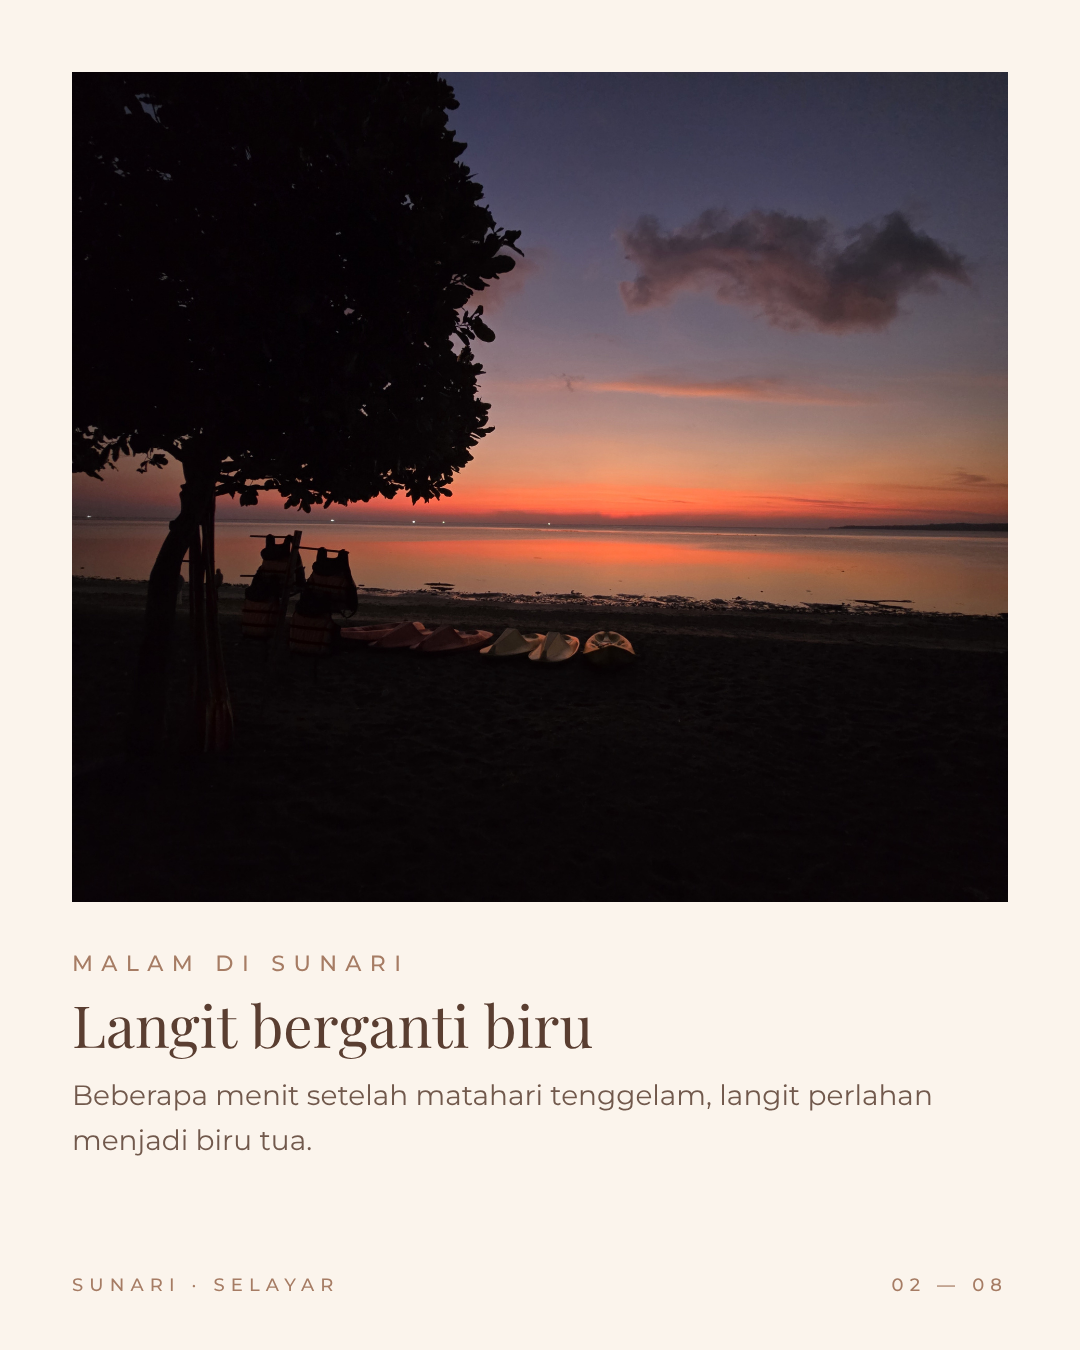 MALAM DI SUNARI
Langit berganti biru
Beberapa menit setelah matahari tenggelam, langit perlahan
menjadi biru tua.
SUNARI · SELAYAR
02 — 08